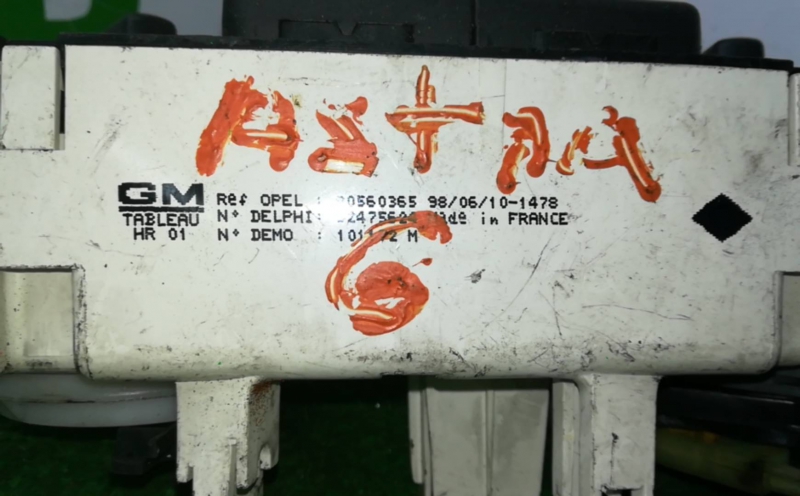 Astra
GM Ref OPEL : 90560365 98/06/10-1478
TABLEAU N° DELPHI: Made in FRANCE
HR 01 N° DEMO : M
G